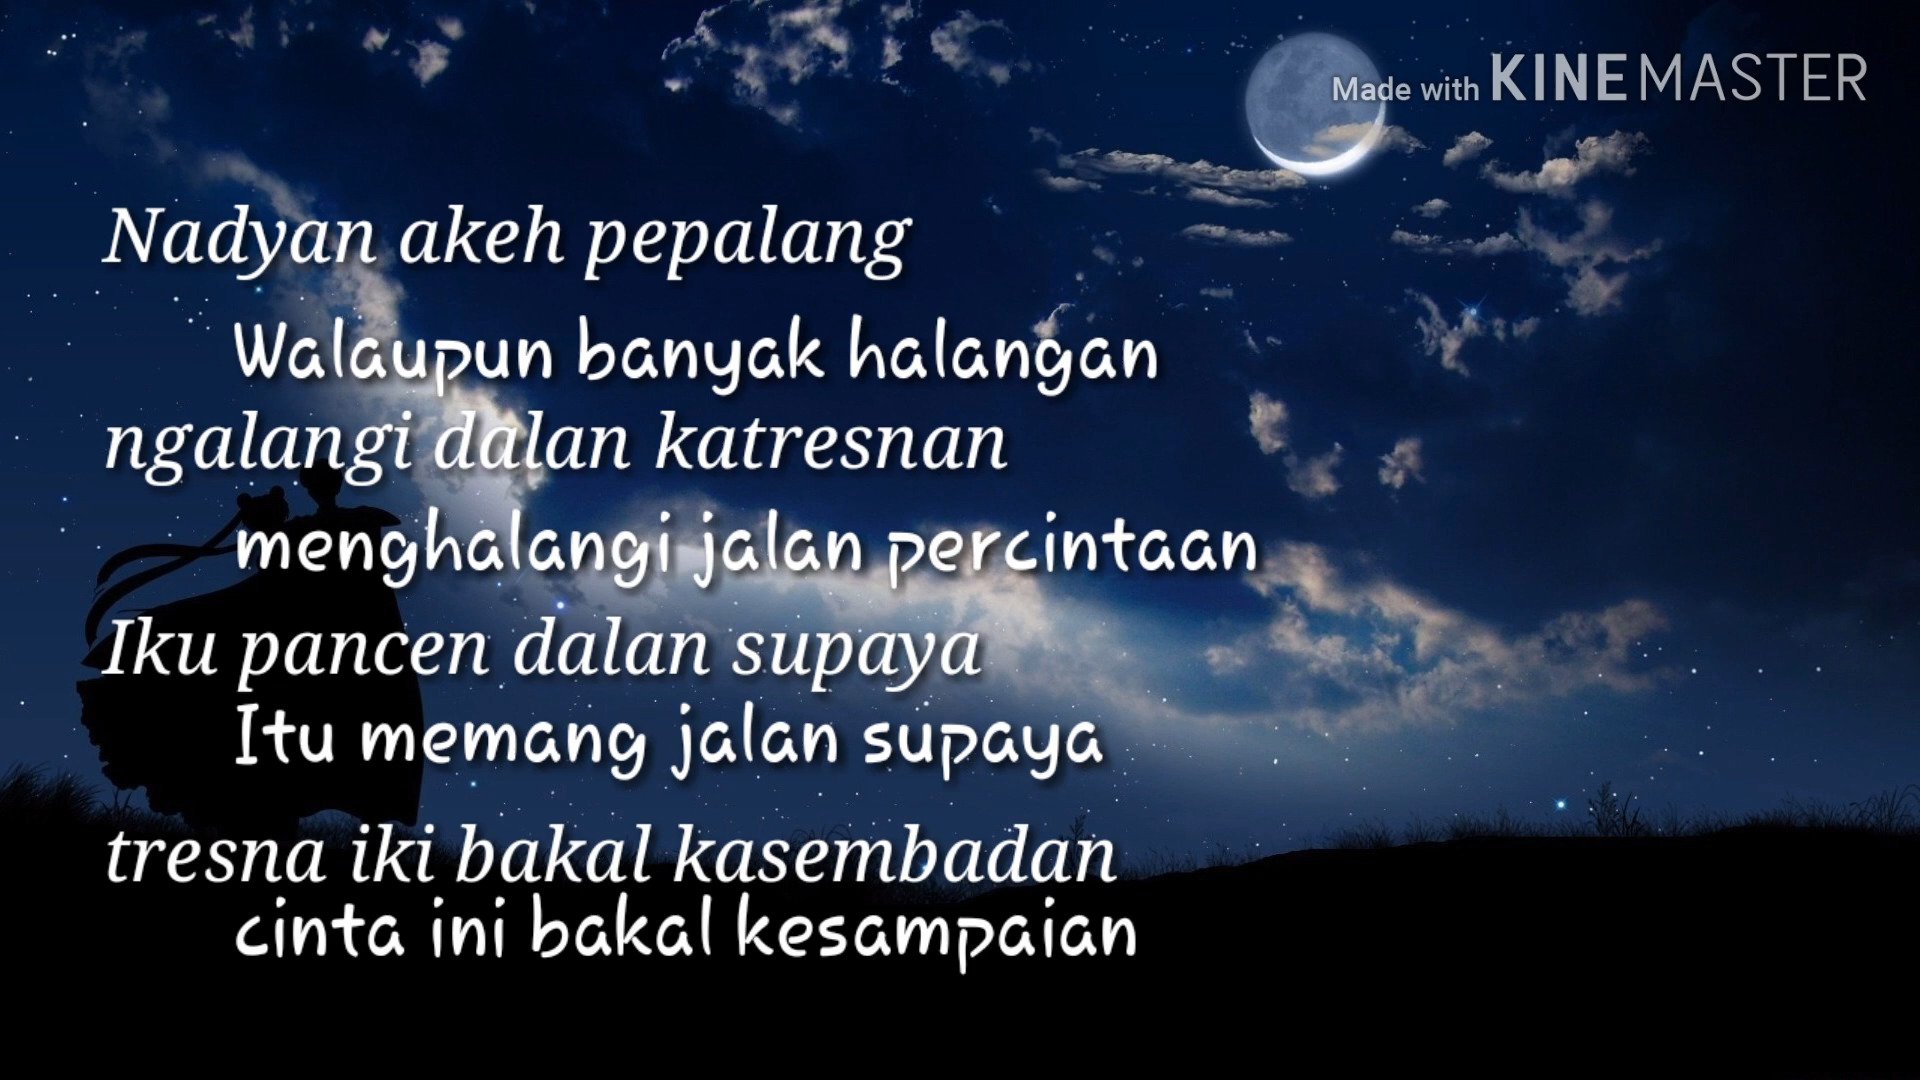 Made with KINEMASTER
Nadyan akeh pepalang
Walaupun banyak halangan
ngalangi dalan katresnan
menghalangi jalan percintaan
Iku pancen dalan supaya
Itu memang jalan supaya
tresna iki bakal kasembadan
cinta ini bakal kesampaian